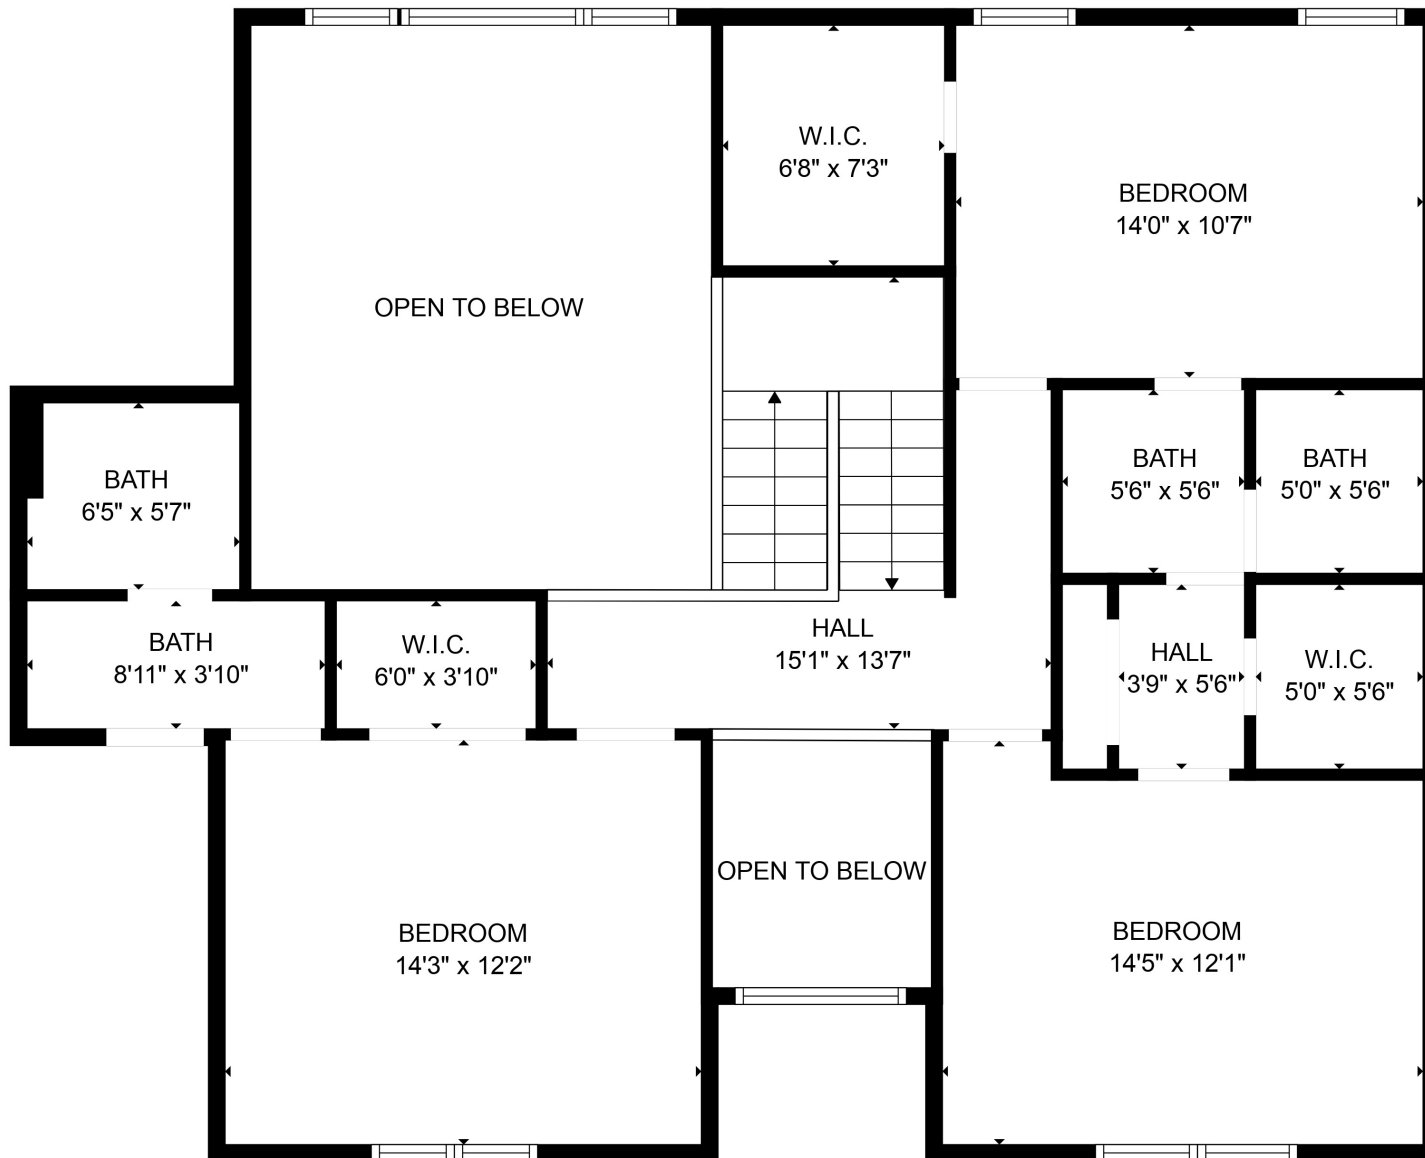 W.I.C.
6'8" x 7'3"
BEDROOM
14'0" x 10'7"
OPEN TO BELOW
BATH
6'5" x 5'7"
BATH
5'6" x 5'6"
BATH
5'0" x 5'6"
BATH
8'11" x 3'10"
W.I.C.
6'0" x 3'10"
HALL
15'1" x 13'7"
HALL
3'9" x 5'6"
W.I.C.
5'0" x 5'6"
OPEN TO BELOW
BEDROOM
14'3" x 12'2"
BEDROOM
14'5" x 12'1"